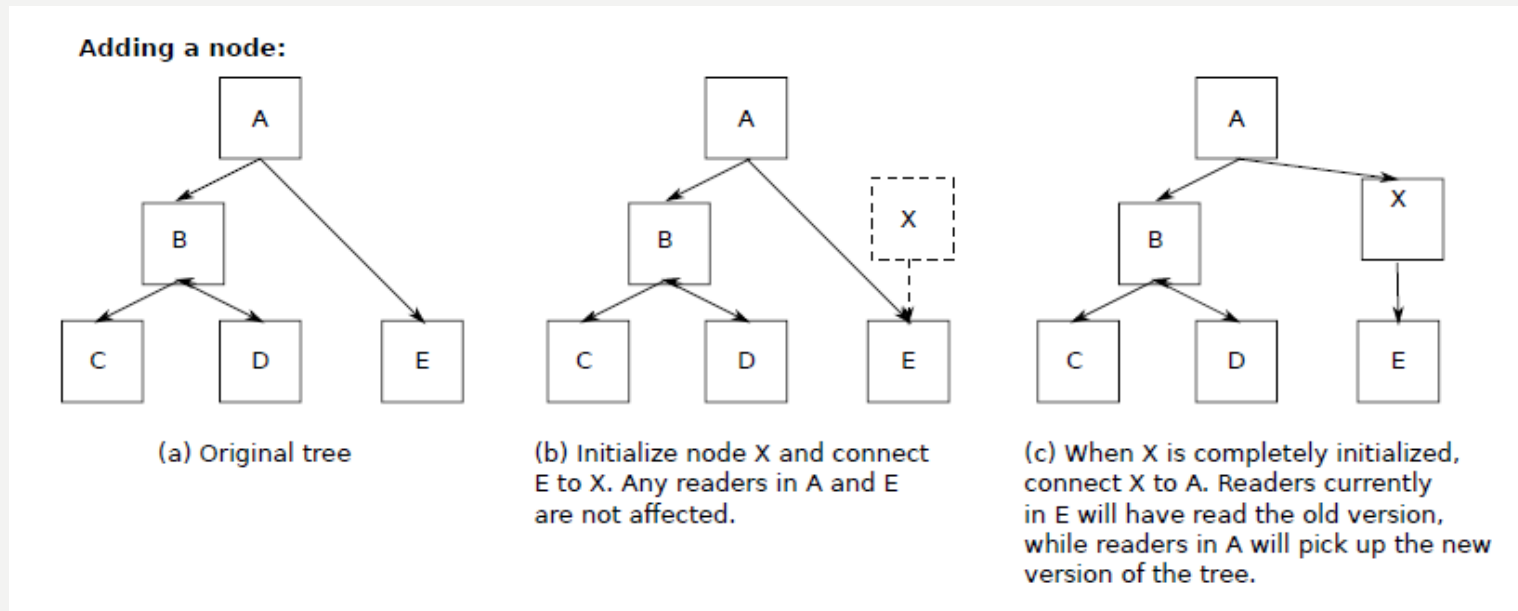 Adding a node:
A
B
C
D
E
A
X
B
C
D
E
A
X
B
C
D
E
(a) Original tree
(b) Initialize node X and connect
E to X. Any readers in A and E
are not affected.
(c) When X is completely initialized,
connect X to A. Readers currently
in E will have read the old version,
while readers in A will pick up the new
version of the tree.